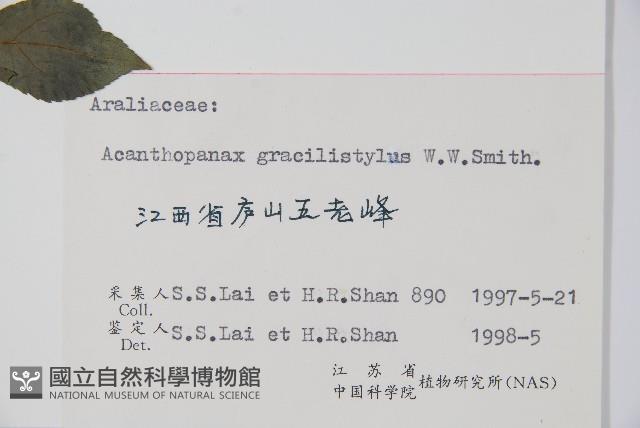 Araliaceae:
Acanthopanax gracilistylus W.W.Smith.
江西省庐山五老峰
采集人 S.S.Lai et H.R.Shan 890 1997-5-21
Coll.
鉴定人 S.S.Lai et H.R.Shan 1998-5
Det.
江苏省
中国科学院 植物研究所(NAS)
國立自然科學博物館
NATIONAL MUSEUM OF NATURAL SCIENCE